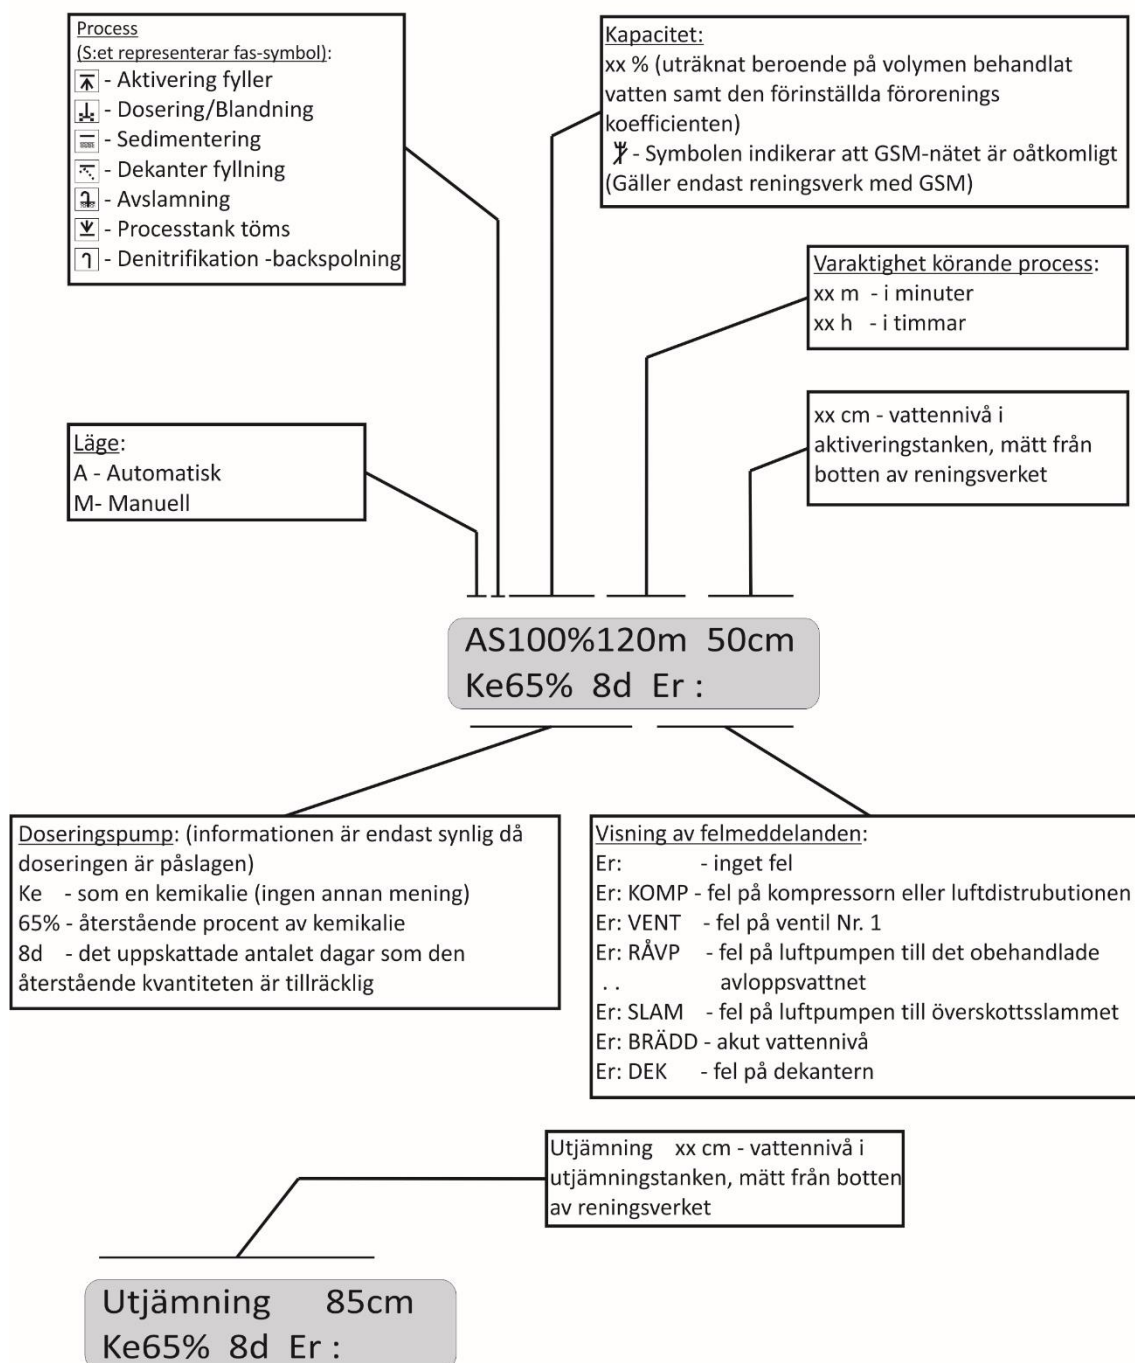 Process
(S:et representerar fas-symbol):
- Aktivering fyller
- Dosering/Blandning
- Sedimentering
- Dekanter fyllning
- Avslamning
- Processtank töms
- Denitrifikation -backspolning
Kapacitet:
xx % (uträknat beroende på volymen behandlat
vatten samt den förinställda förorenings
koefficienten)
- Symbolen indikerar att GSM-nätet är oåtkomligt
(Gäller endast reningsverk med GSM)
Varaktighet körande process:
xx m - i minuter
xx h - i timmar
xx cm - vattennivå i
aktiveringstanken, mätt från
botten av reningsverket
Läge:
A - Automatisk
M- Manuell
AS100%120m 50cm
Ke65% 8d Er :
Doseringspump: (informationen är endast synlig då
doseringen är påslagen)
Ke - som en kemikalie (ingen annan mening)
65% - återstående procent av kemikalie
8d - det uppskattade antalet dagar som den
återstående kvantiteten är tillräcklig
Visning av felmeddelanden:
Er: - inget fel
Er: KOMP - fel på kompressorn eller luftdistrubutionen
Er: VENT - fel på ventil Nr. 1
Er: RÅVP - fel på luftpumpen till det obehandlade
. . avloppsvattnet
Er: SLAM - fel på luftpumpen till överskottsslammet
Er: BRÄDD - akut vattennivå
Er: DEK - fel på dekantern
Utjämning xx cm - vattennivå i
utjämningstanken, mätt från botten
av reningsverket
Utjämning 85cm
Ke65% 8d Er :